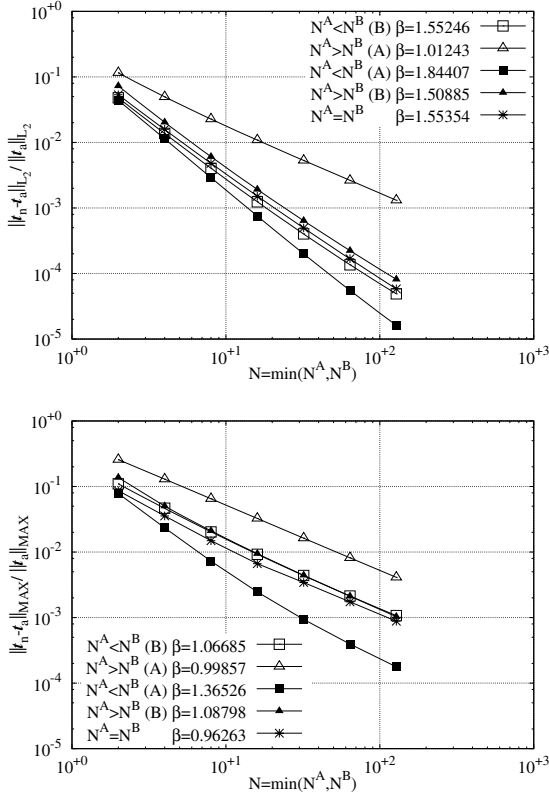 10^0
10^-1
10^-2
10^-3
10^-4
10^-5
||t_n-t_a||_L_2 / ||t_a||_L_2
N^A<N^B (B) β=1.55246
N^A>N^B (A) β=1.01243
N^A<N^B (A) β=1.84407
N^A>N^B (B) β=1.50885
N^A=N^B β=1.55354
10^0 10^+1 10^+2 10^+3
N=min(N^A,N^B)
10^0
10^-1
10^-2
10^-3
10^-4
10^-5
||t_n-t_a||_MAX / ||t_a||_MAX
N^A<N^B (B) β=1.06685
N^A>N^B (A) β=0.99857
N^A<N^B (A) β=1.36526
N^A>N^B (B) β=1.08798
N^A=N^B β=0.96263
10^0 10^+1 10^+2 10^+3
N=min(N^A,N^B)